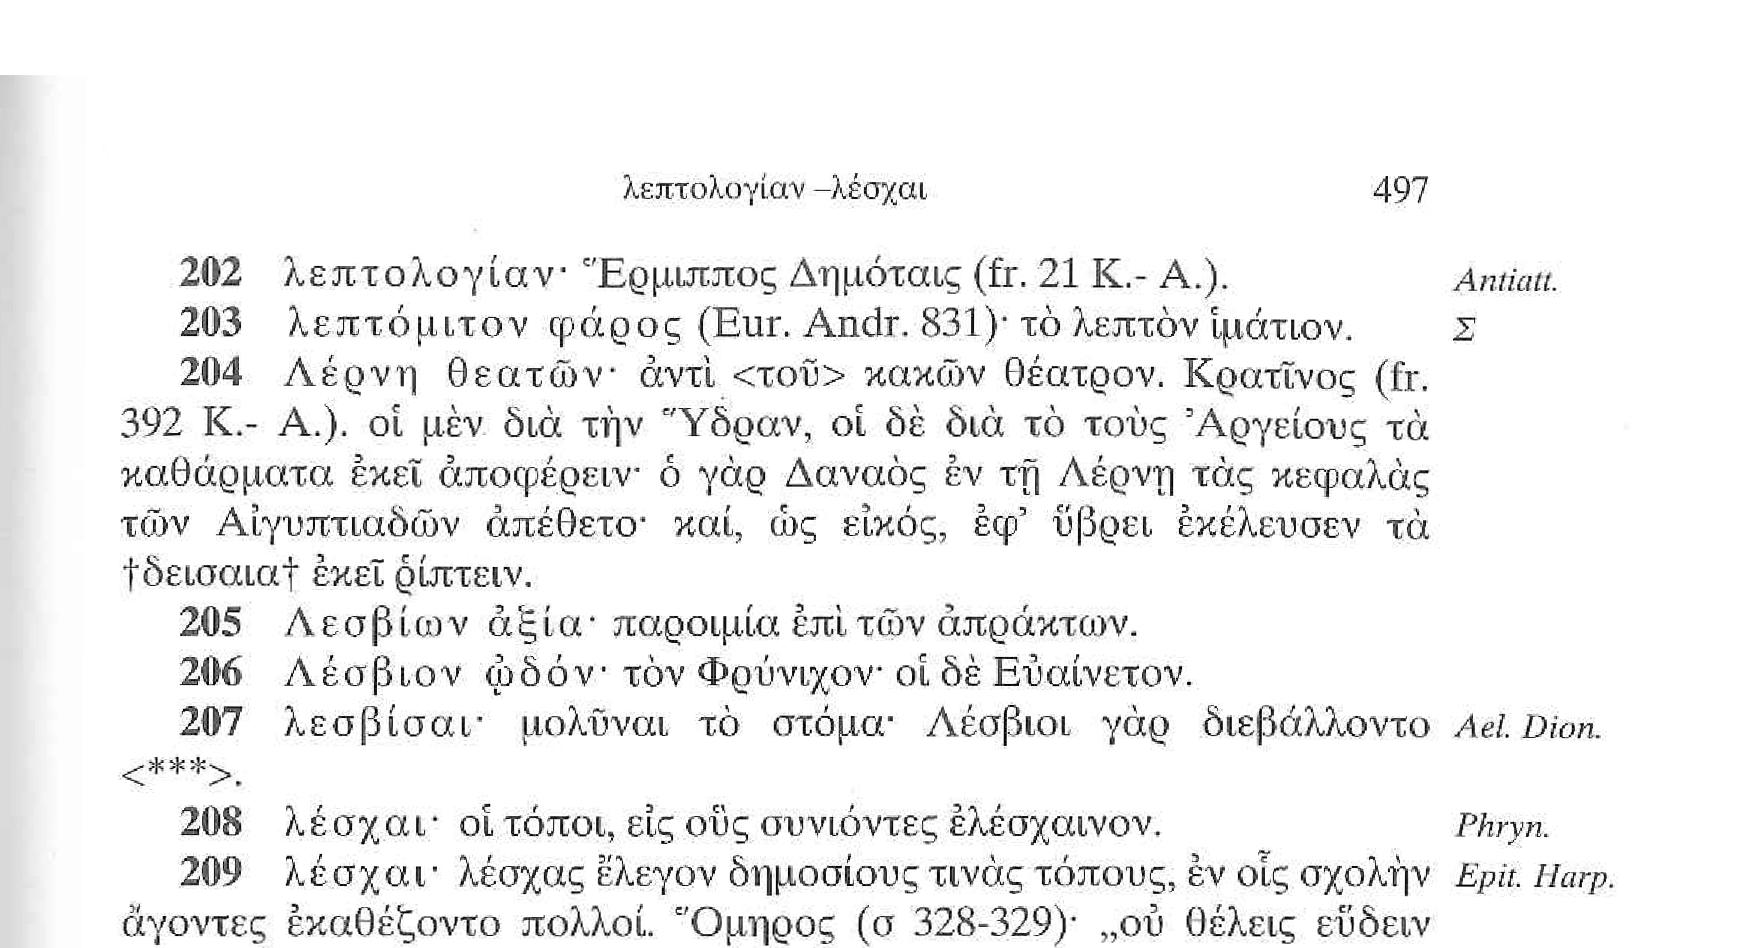 λεπτολογίαν –λέσχαι 497
202 λεπτολογίαν· Ἕρμιππος Δημόταις (fr. 21 K.- A.). Antiatt.
203 λεπτόμιτον φάρος (Eur. Andr. 831)· τὸ λεπτὸν ἱμάτιον. Σ
204 Λέρνη θεατῶν· ἀντὶ <τοῦ> κακῶν θέατρον. Κρατῖνος (fr.
392 K.- A.). οἱ μὲν διὰ τὴν Ὕδραν, οἱ δὲ διὰ τὸ τοὺς Ἀργείους τὰ
καθάρματα ἐκεῖ ἀποφέρειν· ὁ γὰρ Δαναὸς ἐν τῇ Λέρνῃ τὰς κεφαλὰς
τῶν Αἰγυπτιαδῶν ἀπέθετο· καί, ὡς εἰκός, ἐφ’ ὕβρει ἐκέλευσεν τὰ
†δεισαια† ἐκεῖ ῥίπτειν.
205 Λεσβίων ἀξία· παροιμία ἐπὶ τῶν ἀπράκτων.
206 Λέσβιον ᾠδόν· τὸν Φρύνιχον· οἱ δὲ Εὐαίνετον.
207 λεσβίσαι· μολῦναι τὸ στόμα· Λέσβιοι γὰρ διεβάλλοντο Ael. Dion.
<***>.
208 λέσχαι· οἱ τόποι, εἰς οὓς συνιόντες ἐλέσχαινον. Phryn.
209 λέσχαι· λέσχας ἔλεγον δημοσίους τινὰς τόπους, ἐν οἷς σχολὴν Epit. Harp.
ἄγοντες ἐκαθέζοντο πολλοί. Ὅμηρος (σ 328-329)· „οὐ θέλεις εὕδειν